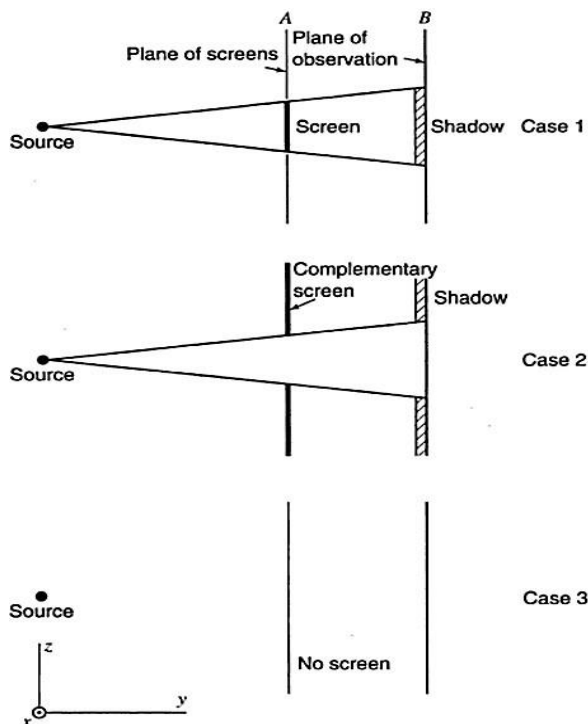 A
B
Plane of screens
Plane of
observation
Source
Screen
Shadow
Case 1
Complementary
screen
Shadow
Source
Case 2
Source
Case 3
No screen
z
y
x